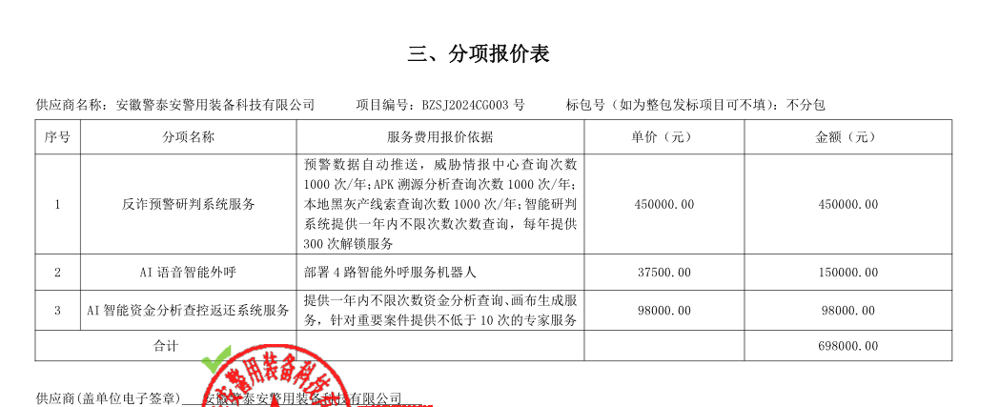 三、分项报价表
供应商名称：安徽警泰安警用装备科技有限公司 项目编号：BZSJ2024CG003 号 标包号（如为整包发标项目可不填）：不分包
序号 分项名称 服务费用报价依据 单价（元） 金额（元）
预警数据自动推送，威胁情报中心查询次数
1000 次/年;APK 溯源分析查询次数 1000 次/年;
1 反诈预警研判系统服务 本地黑灰产线索查询次数 1000 次/年;智能研判 450000.00 450000.00
系统提供一年内不限次数次数查询，每年提供
300 次解锁服务
2 AI 语音智能外呼 部署 4 路智能外呼服务机器人 37500.00 150000.00
提供一年内不限次数资金分析查询、画布生成服
3 AI 智能资金分析查控返还系统服务 98000.00 98000.00
务，针对重要案件提供不低于 10 次的专家服务
合计 698000.00
安警用装备科技
供应商(盖单位电子签章) 安徽警泰安警用装备科技有限公司